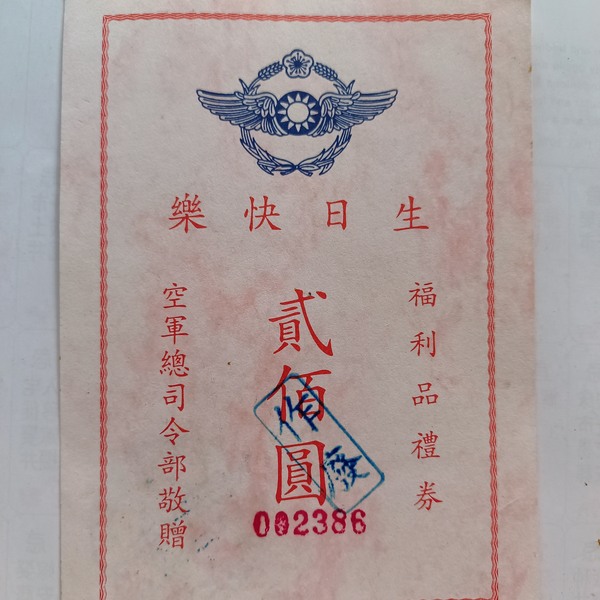 生日快樂
福利品禮券
貳佰圓
作廢
002386
空軍總司令部敬贈